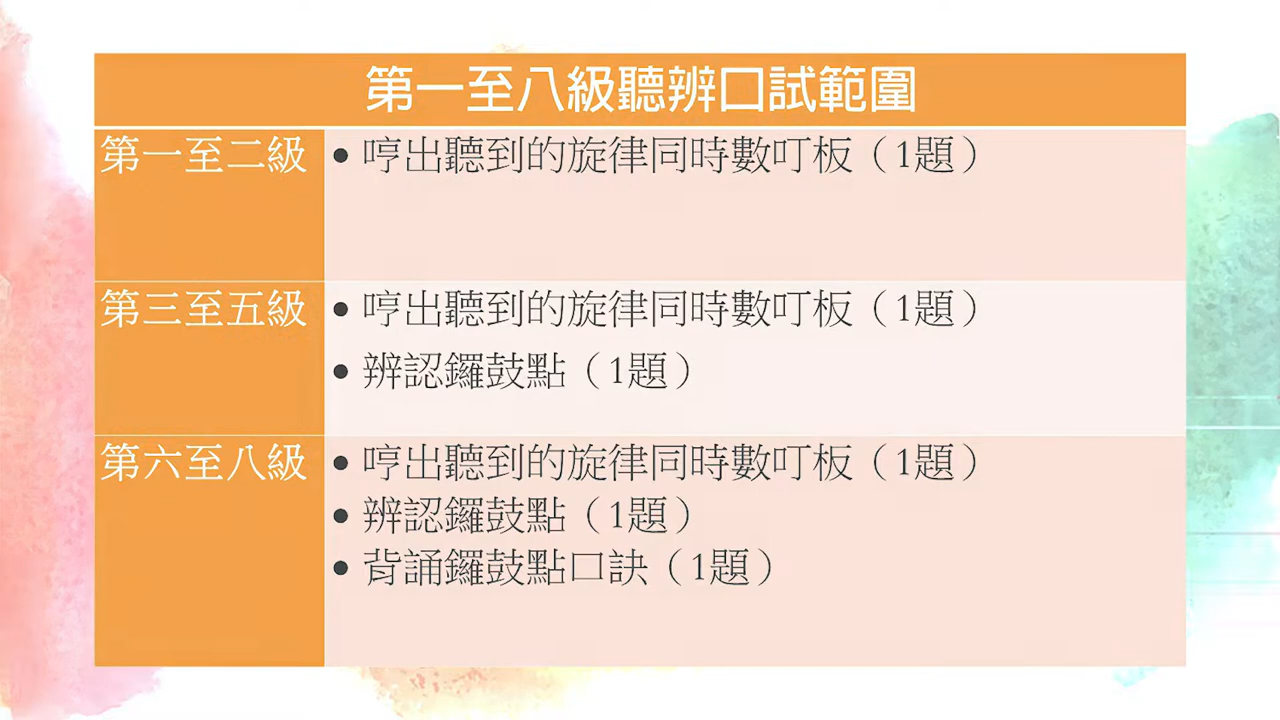 第一至八級聽辨口試範圍
第一至二級
• 哼出聽到的旋律同時數叮板（1題）
第三至五級
• 哼出聽到的旋律同時數叮板（1題）
• 辨認鑼鼓點（1題）
第六至八級
• 哼出聽到的旋律同時數叮板（1題）
• 辨認鑼鼓點（1題）
• 背誦鑼鼓點口訣（1題）